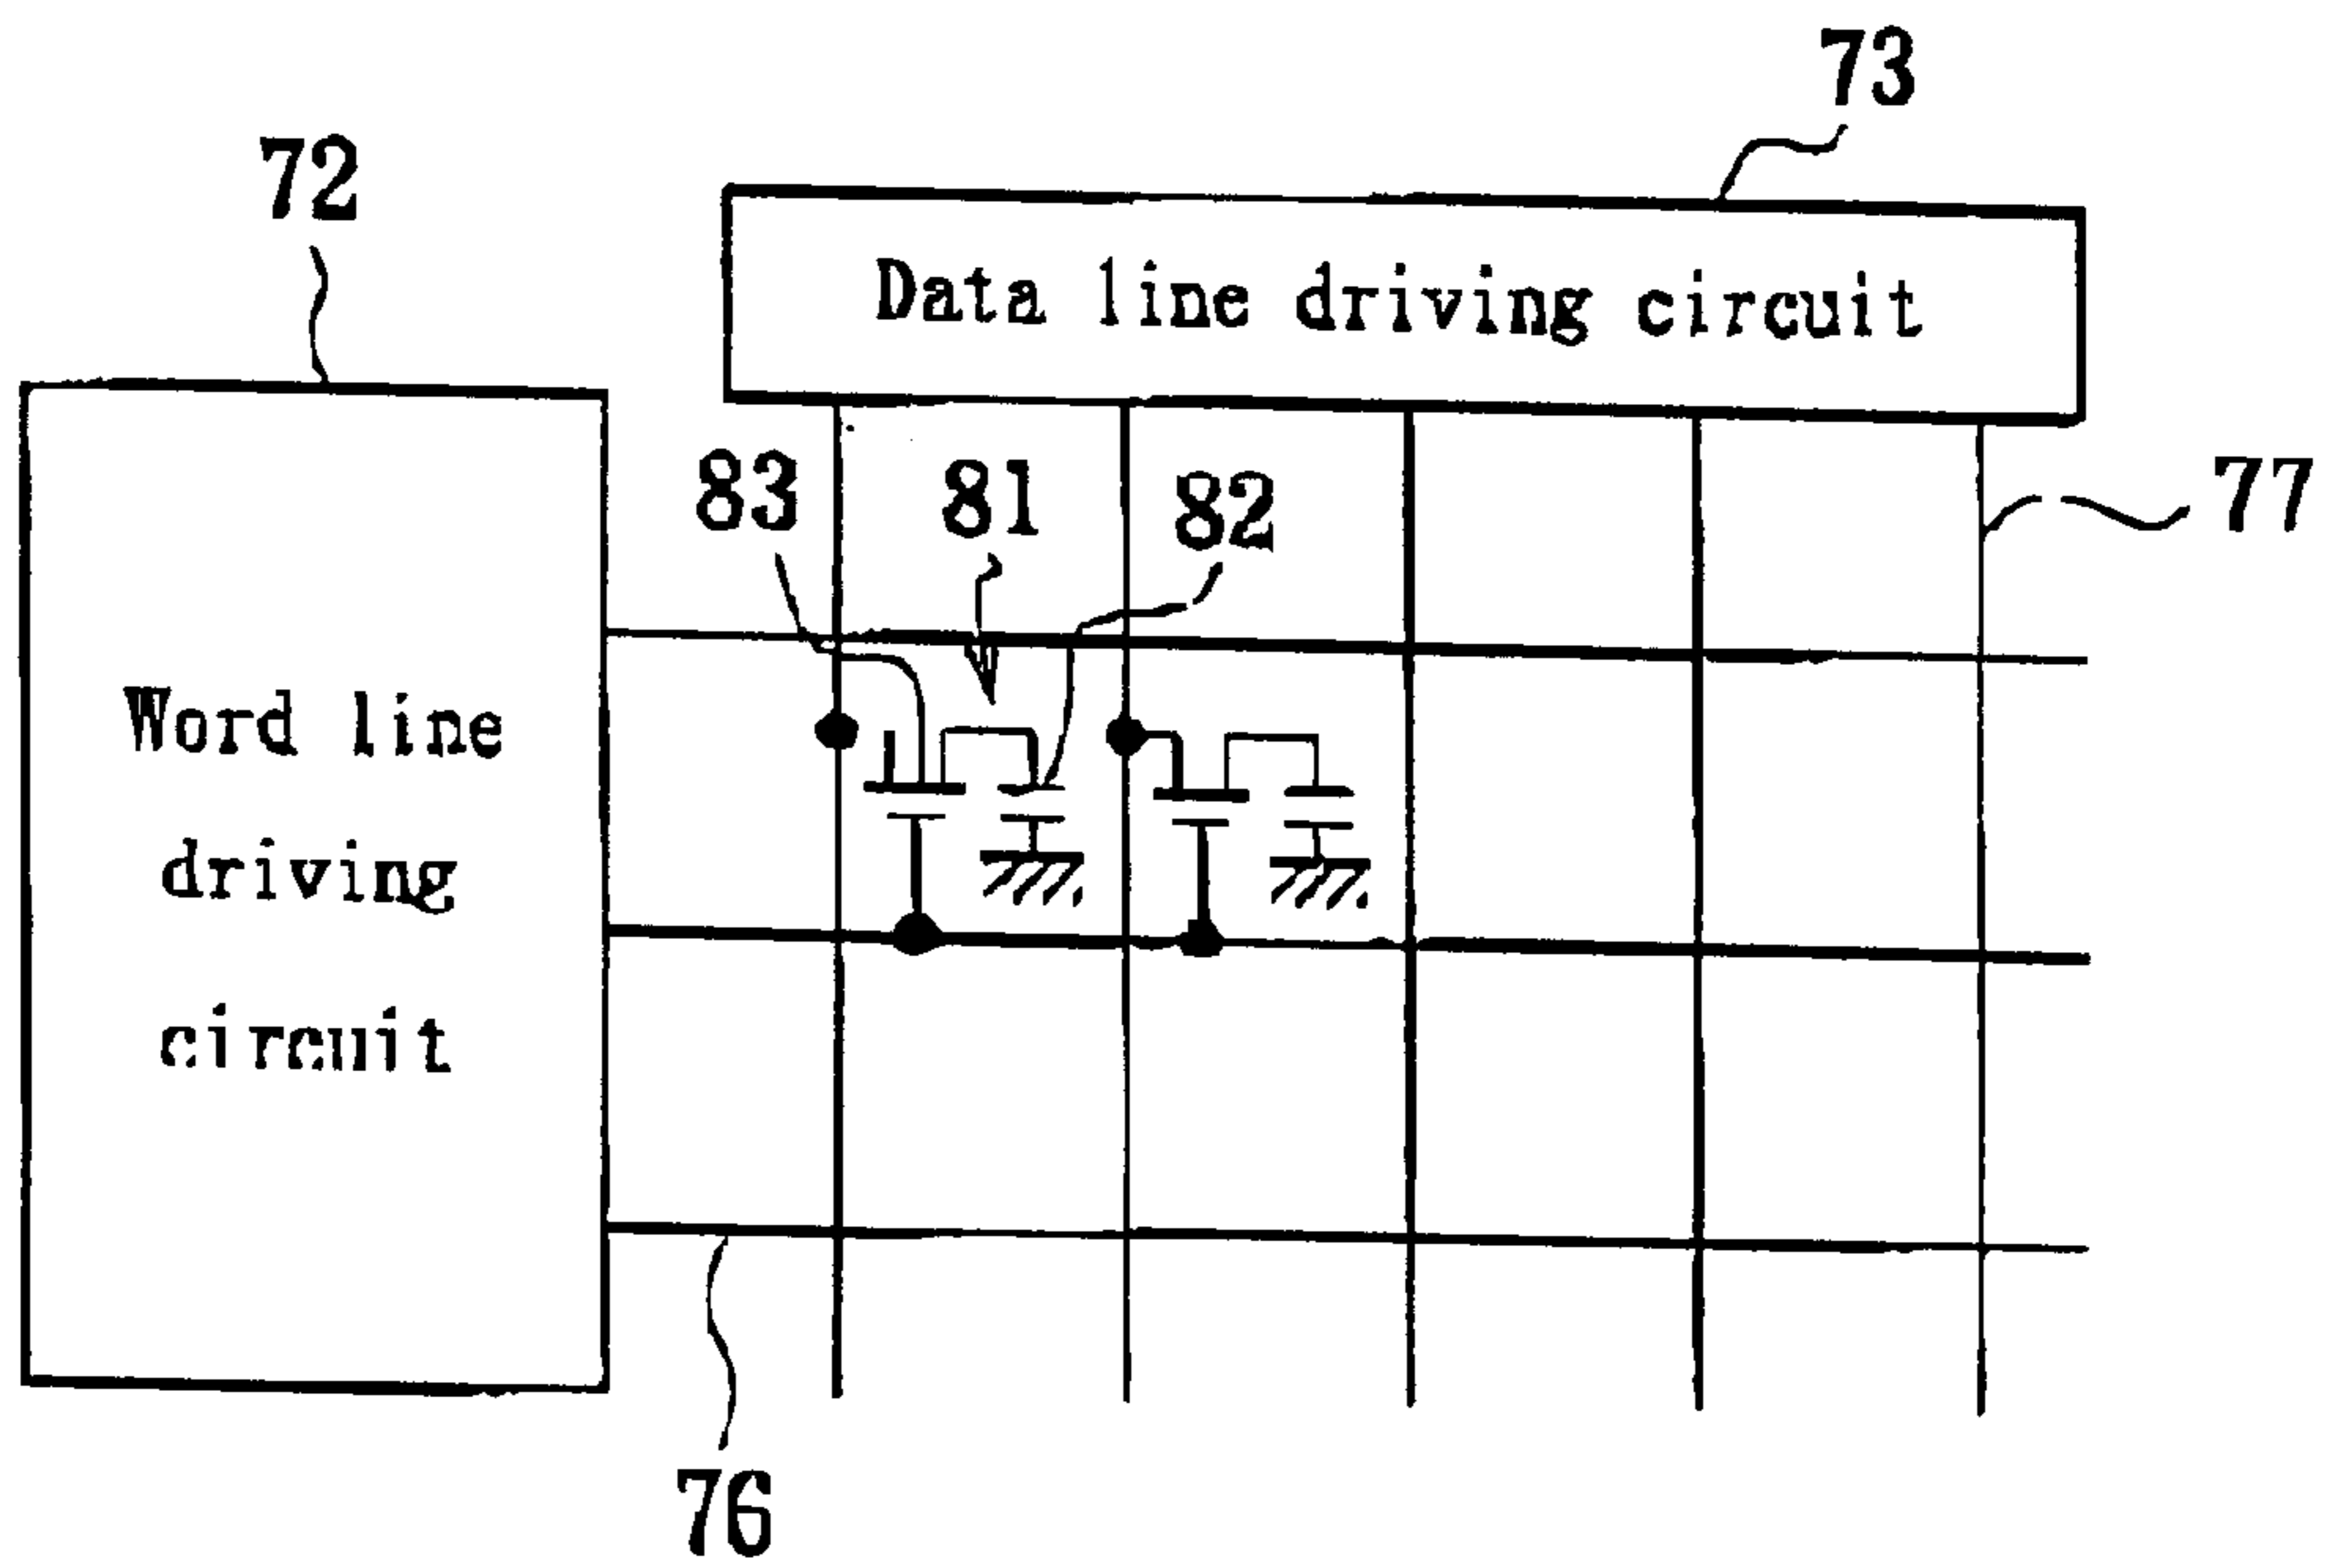 73
72
Data line driving circuit
83
81
82
77
Word line
driving
circuit
76